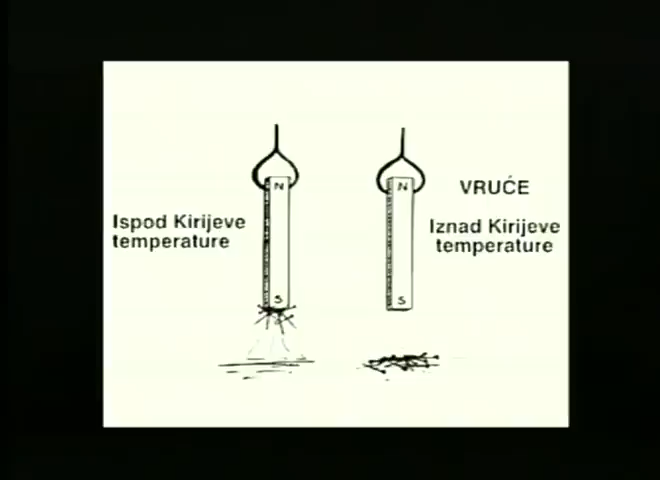 Ispod Kirijeve
temperature
N
S
N
S
VRUĆE
Iznad Kirijeve
temperature